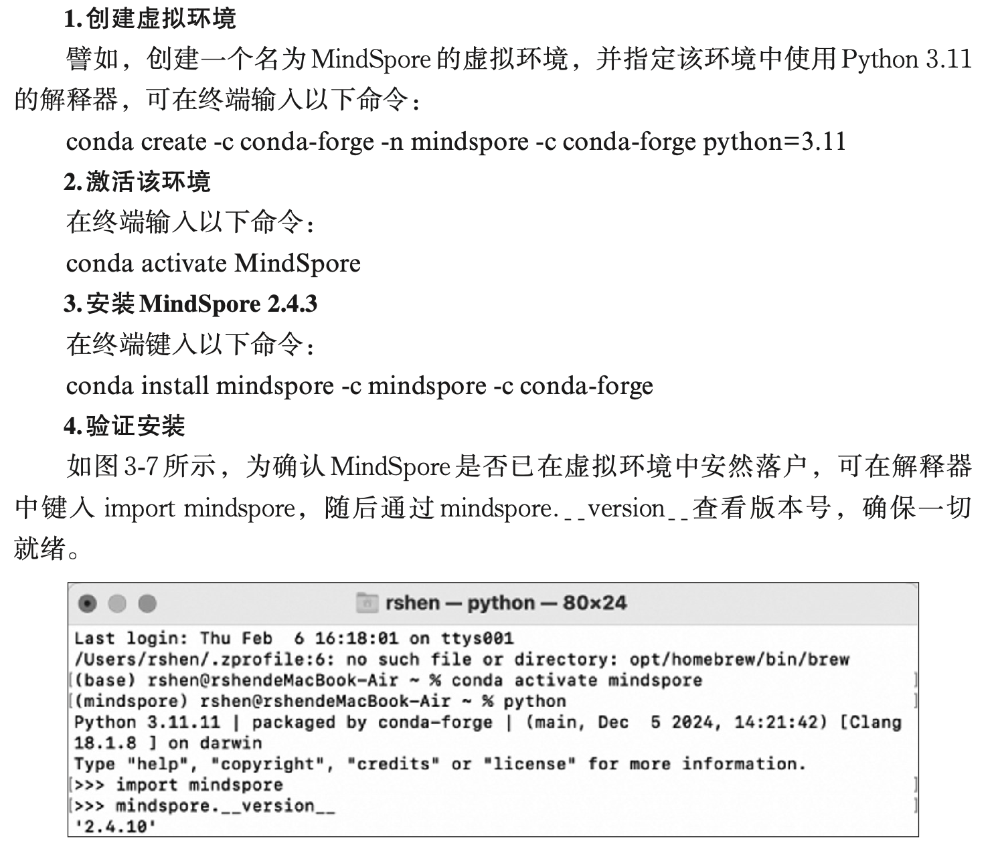 1.创建虚拟环境
譬如，创建一个名为MindSpore的虚拟环境，并指定该环境中使用Python 3.11
的解释器，可在终端输入以下命令：
conda create -c conda-forge -n mindspore -c conda-forge python=3.11
2.激活该环境
在终端输入以下命令：
conda activate MindSpore
3.安装MindSpore 2.4.3
在终端键入以下命令：
conda install mindspore -c mindspore -c conda-forge
4.验证安装
如图3-7所示，为确认MindSpore是否已在虚拟环境中安然落户，可在解释器
中键入 import mindspore，随后通过mindspore.__version__查看版本号，确保一切
就绪。
rshen — python — 80×24
Last login: Thu Feb  6 16:18:01 on ttys001
/Users/rshen/.zprofile:6: no such file or directory: opt/homebrew/bin/brew
[(base) rshen@rshendeMacBook-Air ~ % conda activate mindspore ]
[(mindspore) rshen@rshendeMacBook-Air ~ % python ]
Python 3.11.11 | packaged by conda-forge | (main, Dec  5 2024, 14:21:42) [Clang
18.1.8 ] on darwin
Type "help", "copyright", "credits" or "license" for more information.
[>>> import mindspore ]
[>>> mindspore.__version__ ]
'2.4.10'